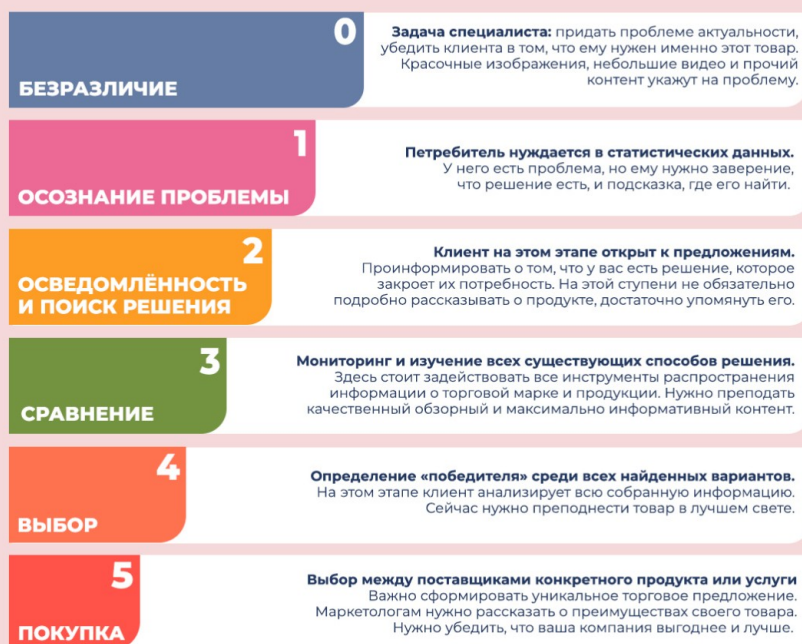 0
Задача специалиста: придать проблеме актуальности,
убедить клиента в том, что ему нужен именно этот товар.
Красочные изображения, небольшие видео и прочий
контент укажут на проблему.
БЕЗРАЗЛИЧИЕ
1
Петребитель нуждается в статистических данных.
У него есть проблема, но ему нужно заверение,
что решение есть, и подсказка, где его найти.
ОСОЗНАНИЕ ПРОБЛЕМЫ
2
Клиент на этом этапе открыт к предложениям.
Проинформировать о том, что у вас есть решение, которое
закроет их потребность. На этой ступени не обязательно
подробно рассказывать о продукте, достаточно упомянуть его.
ОСВЕДОМЛЁННОСТЬ
И ПОИСК РЕШЕНИЯ
3
Мониторинг и изучение всех существующих способов решения.
Здесь стоит задействовать все инструменты распространения
информации о торговой марке и продукции. Нужно преподать
качественный обзорный и максимально информативный контент.
СРАВНЕНИЕ
4
Определение «победителя» среди всех найденных вариантов.
На этом этапе клиент анализирует всю собранную информацию.
Сейчас нужно преподнести товар в лучшем свете.
ВЫБОР
5
Выбор между поставщиками конкретного продукта или услуги
Важно сформировать уникальное торговое предложение.
Маркетологам нужно рассказать о преимуществах своего товара.
Нужно убедить, что ваша компания выгоднее и лучше.
ПОКУПКА